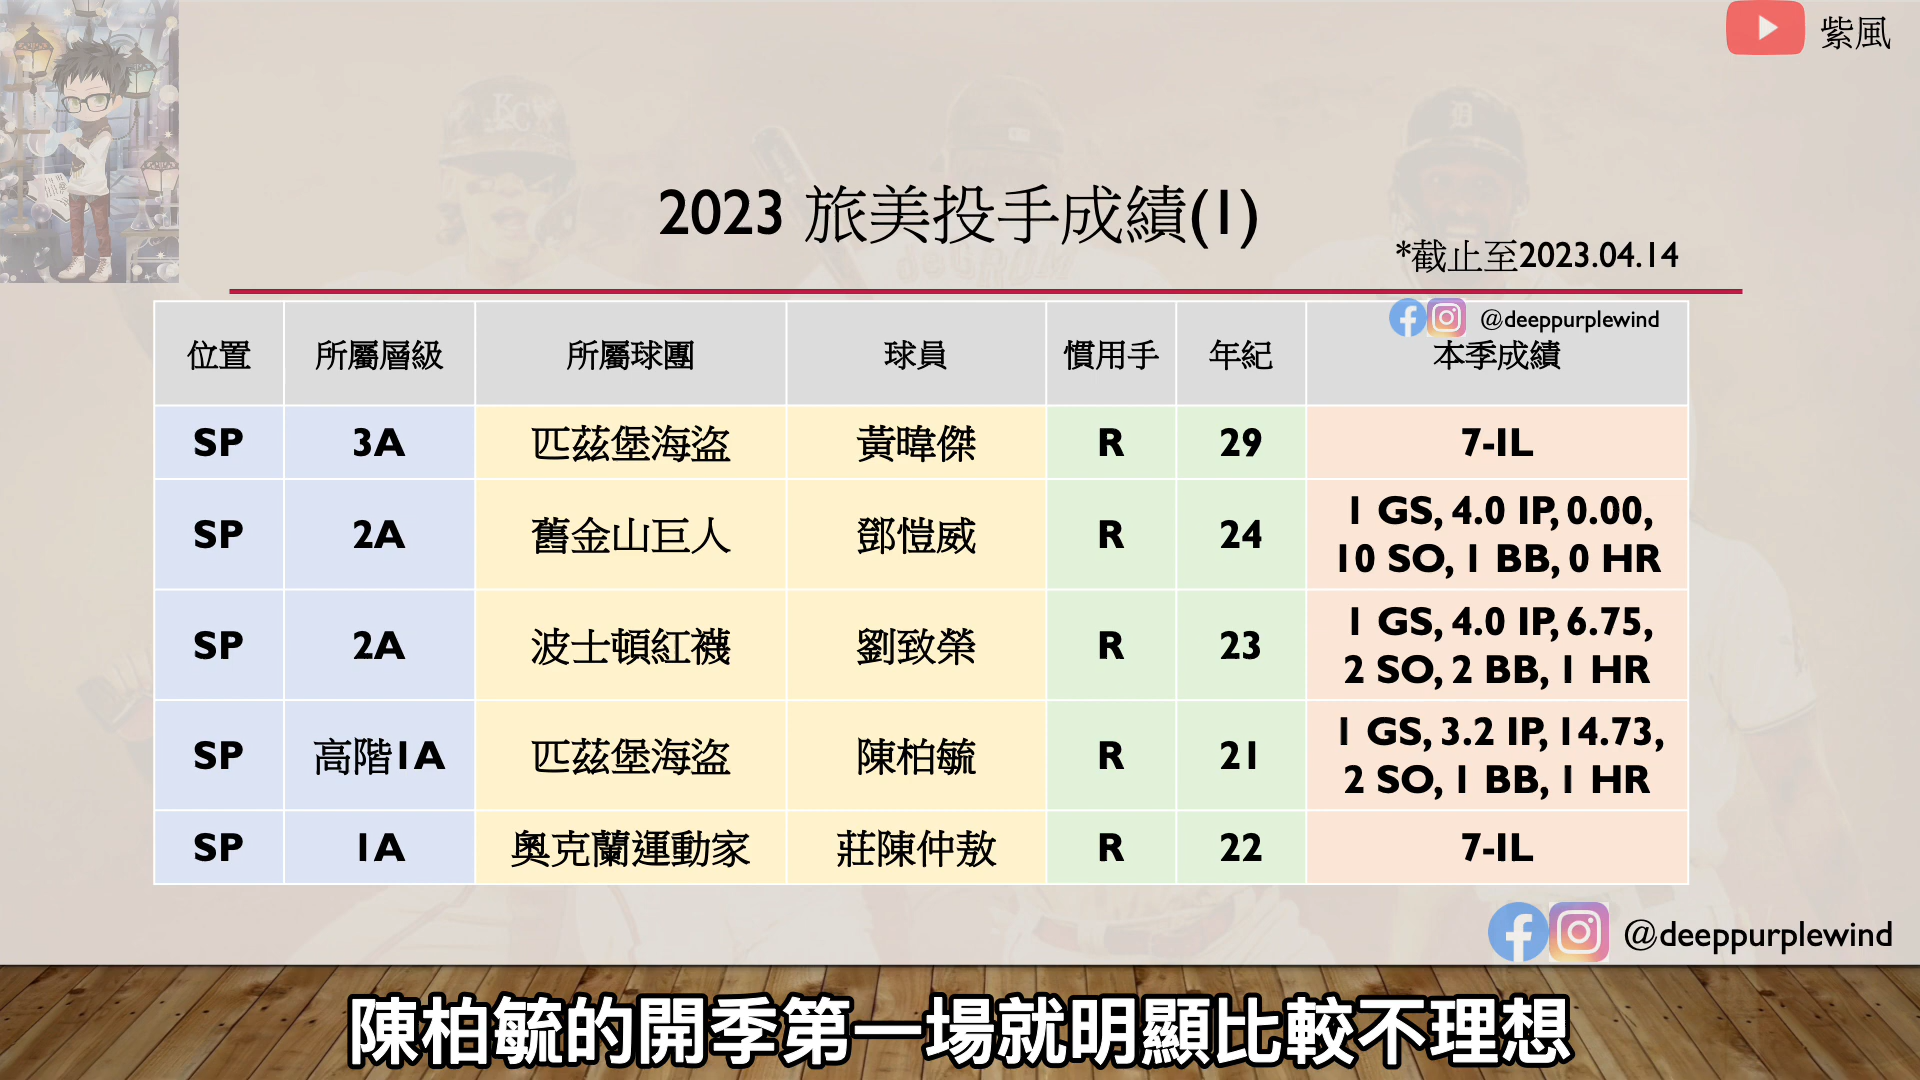 紫風
2023 旅美投手成績(1)
*截止至2023.04.14
@deeppurplewind
位置 所屬層級 所屬球團 球員 慣用手 年紀 本季成績
SP 3A 匹茲堡海盜 黃暐傑 R 29 7-IL
SP 2A 舊金山巨人 鄧愷威 R 24 1 GS, 4.0 IP, 0.00,
10 SO, 1 BB, 0 HR
SP 2A 波士頓紅襪 劉致榮 R 23 1 GS, 4.0 IP, 6.75,
2 SO, 2 BB, 1 HR
SP 高階1A 匹茲堡海盜 陳柏毓 R 21 1 GS, 3.2 IP, 14.73,
2 SO, 1 BB, 1 HR
SP 1A 奧克蘭運動家 莊陳仲敖 R 22 7-IL
@deeppurplewind
陳柏毓的開季第一場就明顯比較不理想